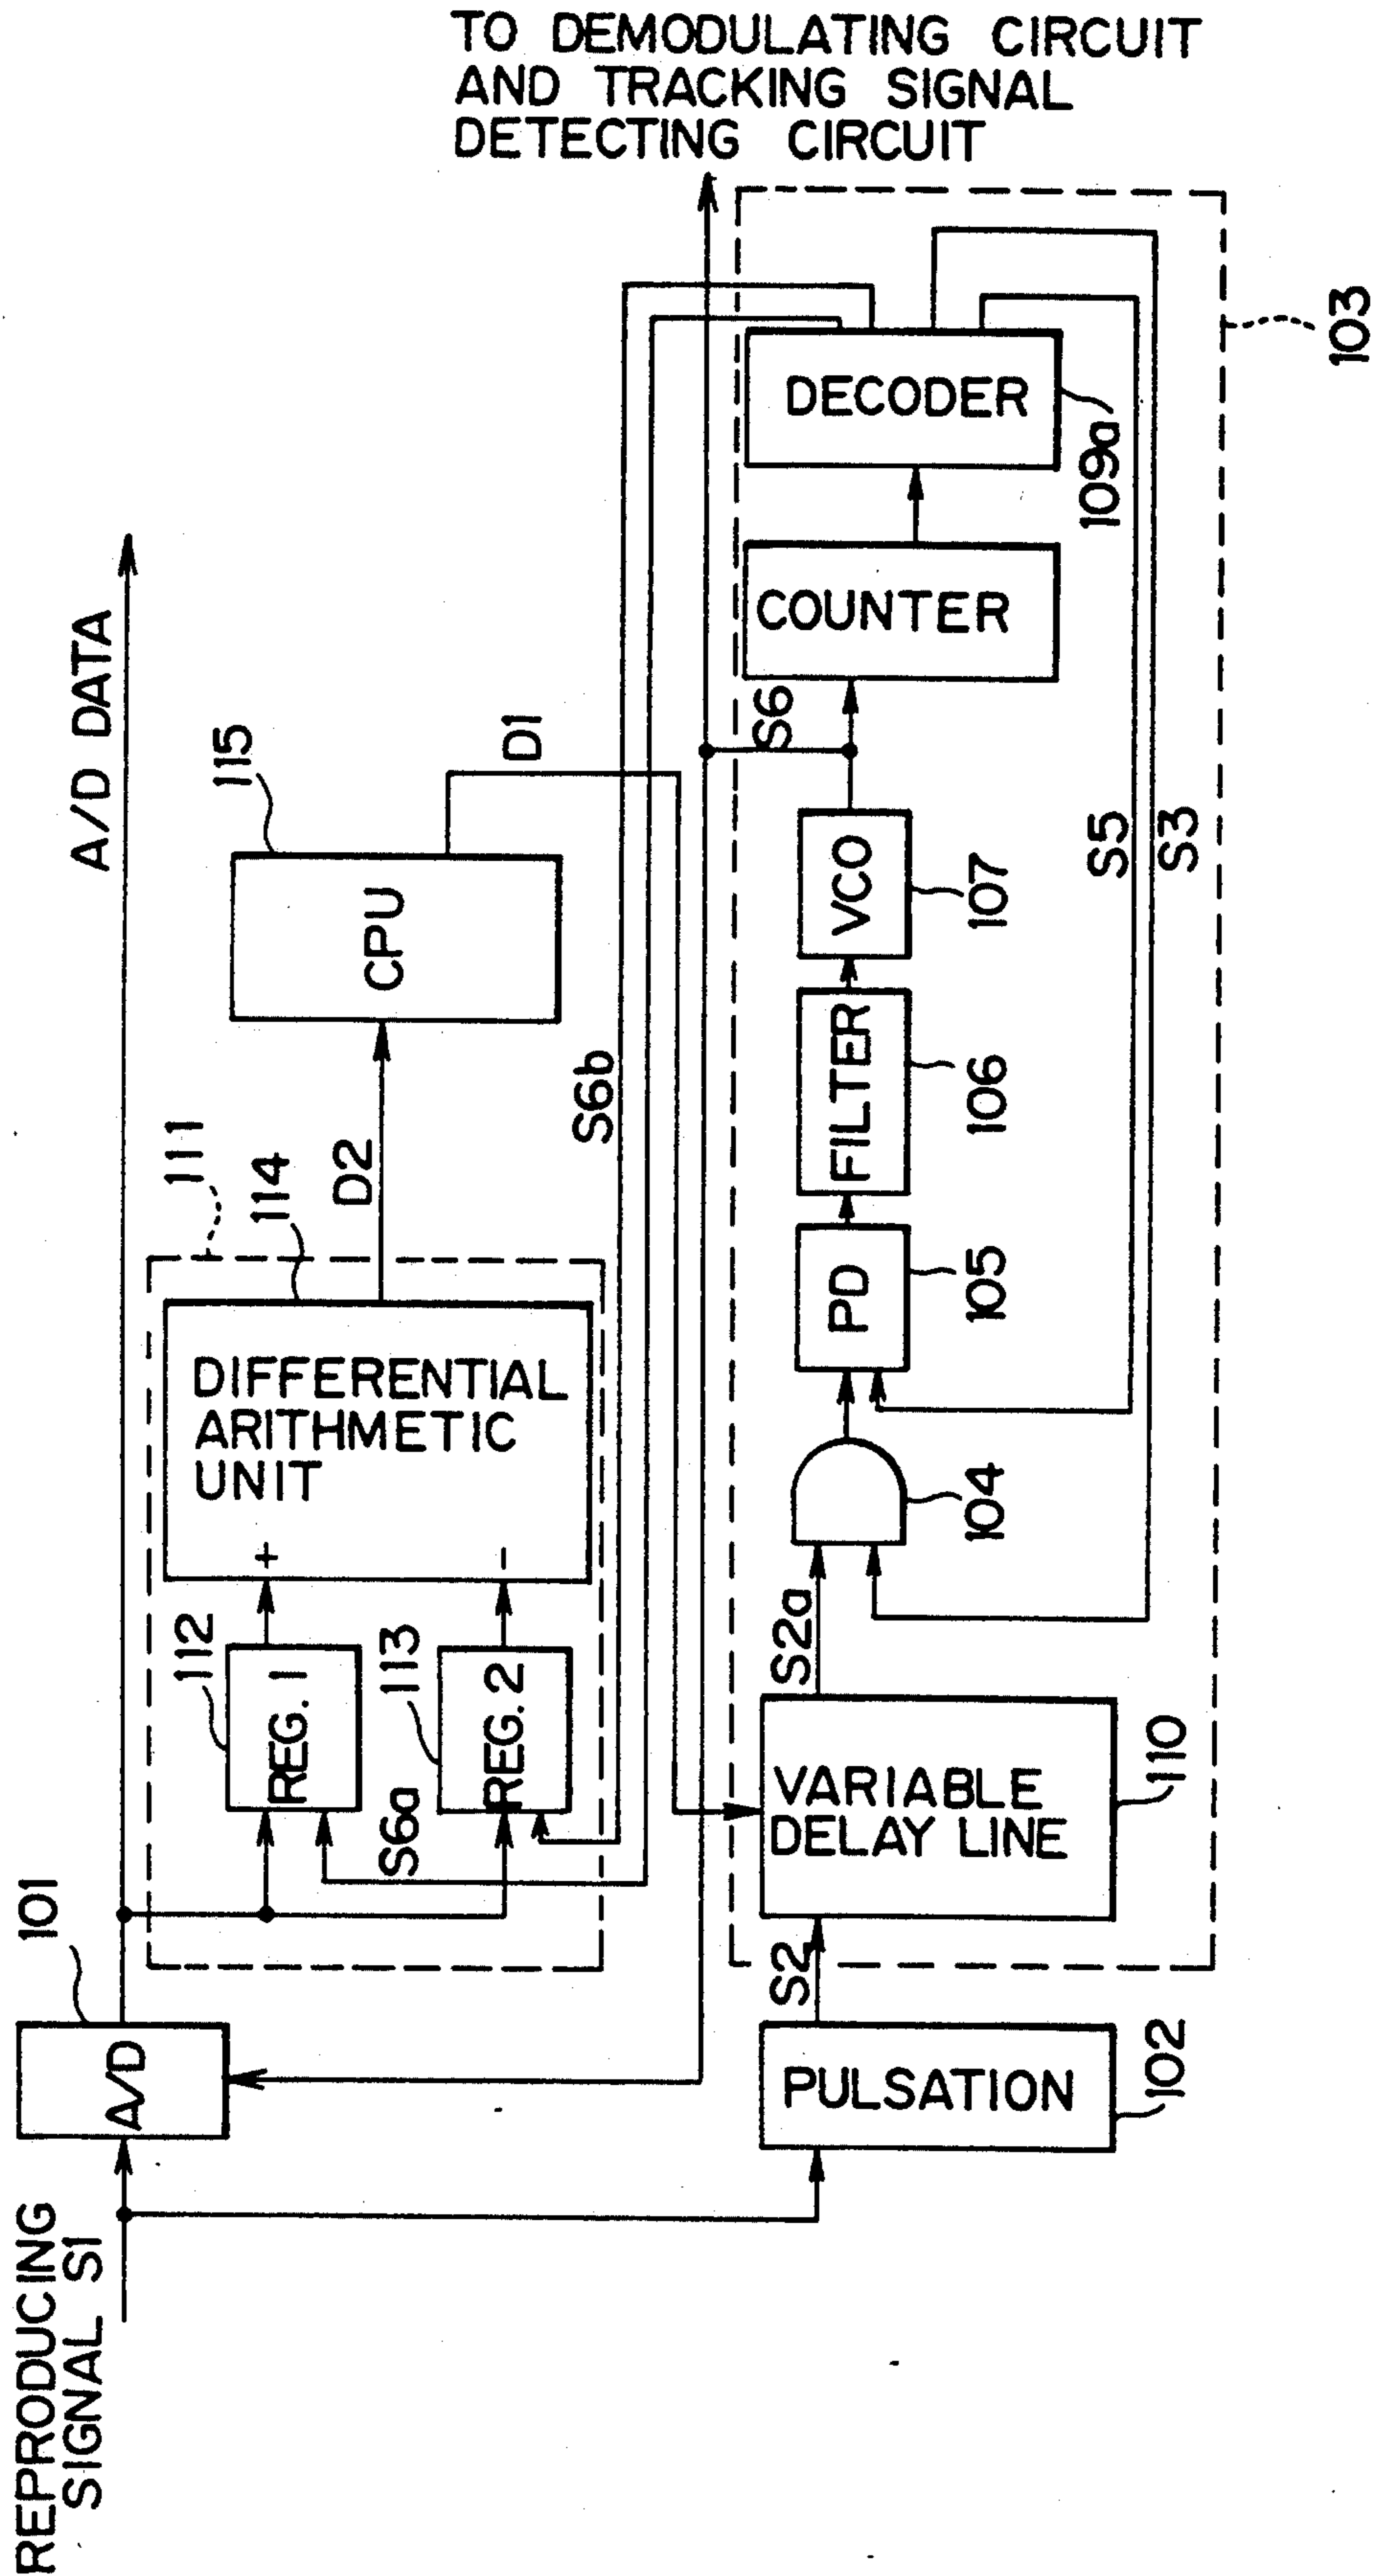 TO DEMODULATING CIRCUIT
AND TRACKING SIGNAL
DETECTING CIRCUIT
REPRODUCING
SIGNAL S1
101
A/D
A/D DATA
111
112
REG. 1
S6a
113
REG. 2
+
-
114
DIFFERENTIAL
ARITHMETIC
UNIT
D2
115
CPU
D1
S6b
PULSATION
102
S2
VARIABLE
DELAY LINE
110
S2a
104
PD
105
FILTER
106
VCO
107
S6
COUNTER
DECODER
109a
S5
S3
103